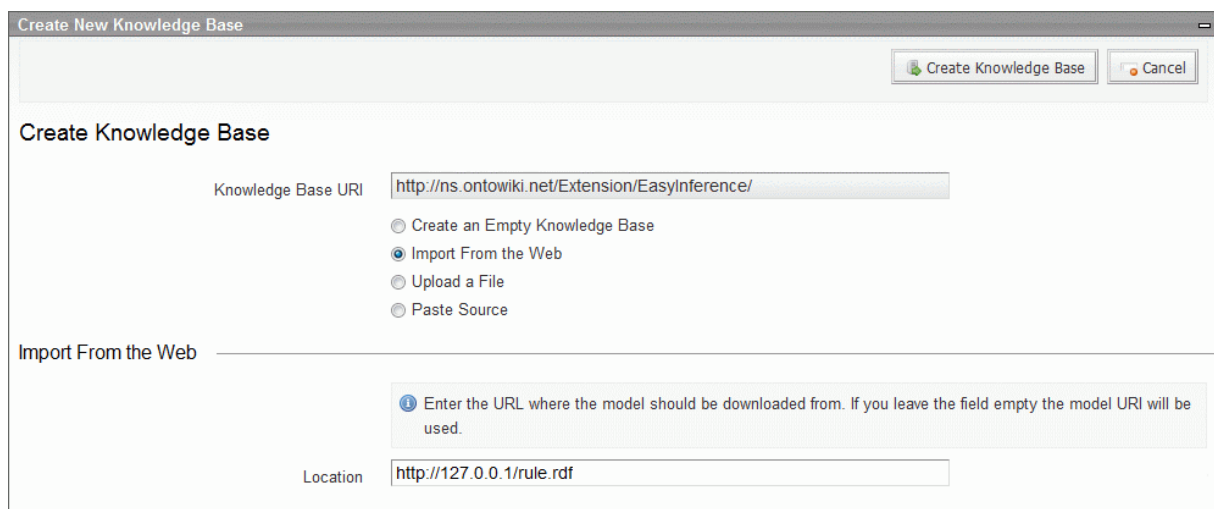 Create New Knowledge Base
Create Knowledge Base
Cancel
Create Knowledge Base
Knowledge Base URI
http://ns.ontowiki.net/Extension/EasyInference/
Create an Empty Knowledge Base
Import From the Web
Upload a File
Paste Source
Import From the Web
Enter the URL where the model should be downloaded from. If you leave the field empty the model URI will be
used.
Location
http://127.0.0.1/rule.rdf